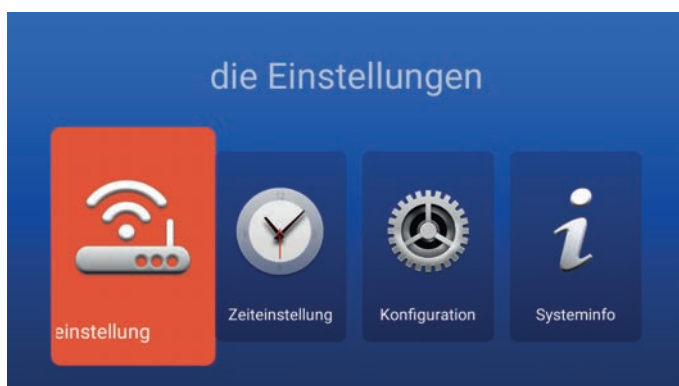 die Einstellungen
einstellung
Zeiteinstellung
Konfiguration
Systeminfo